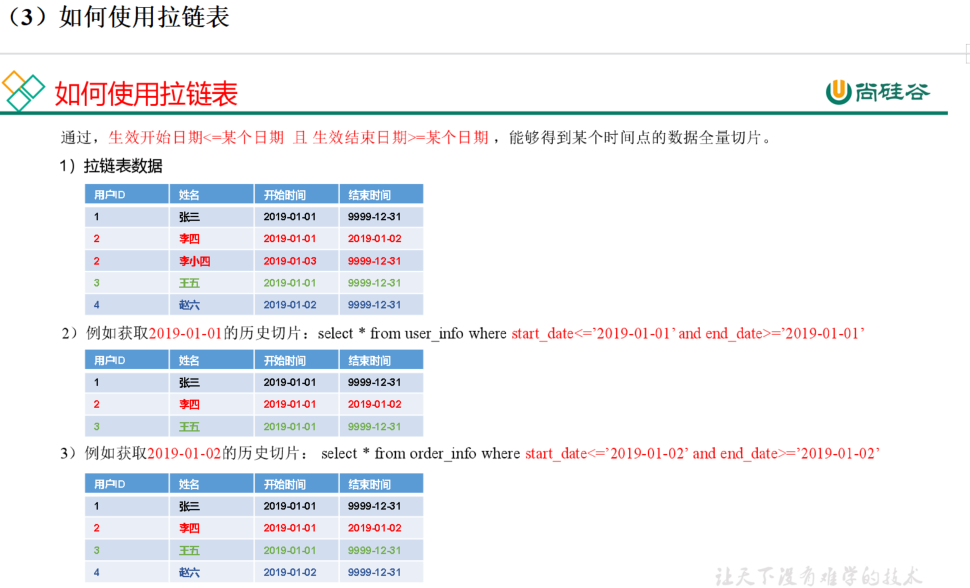 （3）如何使用拉链表
如何使用拉链表
尚硅谷
通过，生效开始日期<=某个日期 且 生效结束日期>=某个日期 ，能够得到某个时间点的数据全量切片。
1）拉链表数据
用户ID 姓名 开始时间 结束时间
1 张三 2019-01-01 9999-12-31
2 李四 2019-01-01 2019-01-02
2 李小四 2019-01-03 9999-12-31
3 王五 2019-01-01 9999-12-31
4 赵六 2019-01-02 9999-12-31
2）例如获取2019-01-01的历史切片：select * from user_info where start_date<=’2019-01-01’ and end_date>=’2019-01-01’
用户ID 姓名 开始时间 结束时间
1 张三 2019-01-01 9999-12-31
2 李四 2019-01-01 2019-01-02
3 王五 2019-01-01 9999-12-31
3）例如获取2019-01-02的历史切片： select * from order_info where start_date<=’2019-01-02’ and end_date>=’2019-01-02’
用户ID 姓名 开始时间 结束时间
1 张三 2019-01-01 9999-12-31
2 李四 2019-01-01 2019-01-02
3 王五 2019-01-01 9999-12-31
4 赵六 2019-01-02 9999-12-31
让天下没有难学的技术